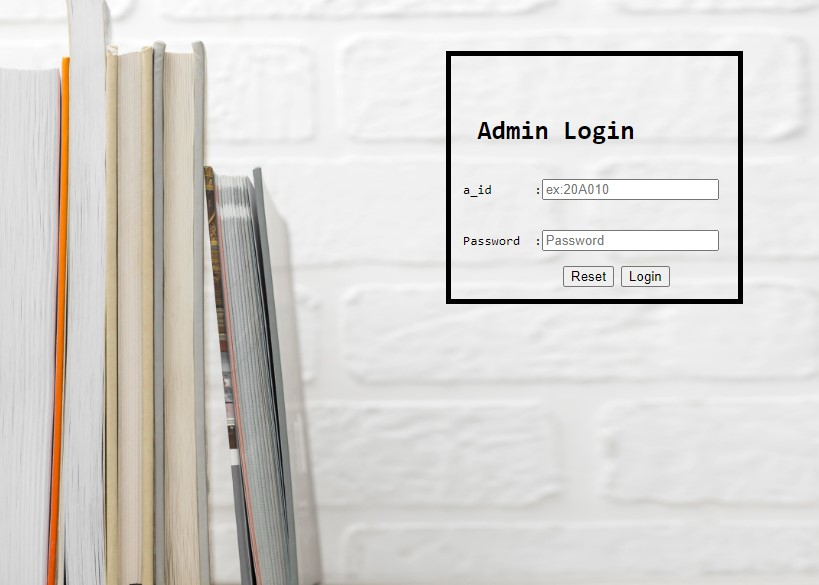 Admin Login
a_id :ex:20A010
Password :Password
Reset Login